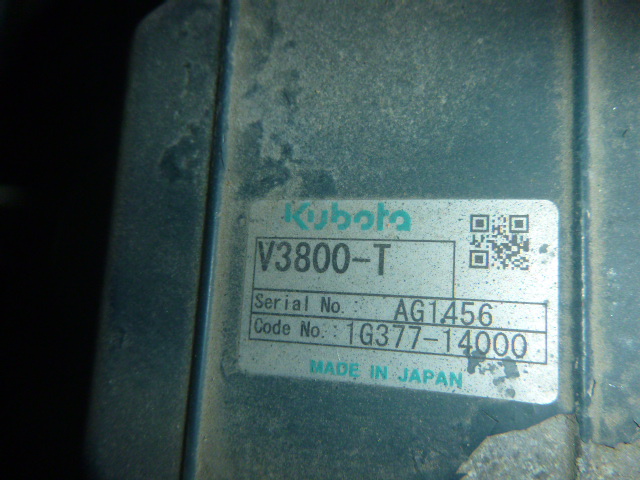 Kubota
V3800-T
Serial No.: AG1456
Code No.: 1G377-14000
MADE IN JAPAN